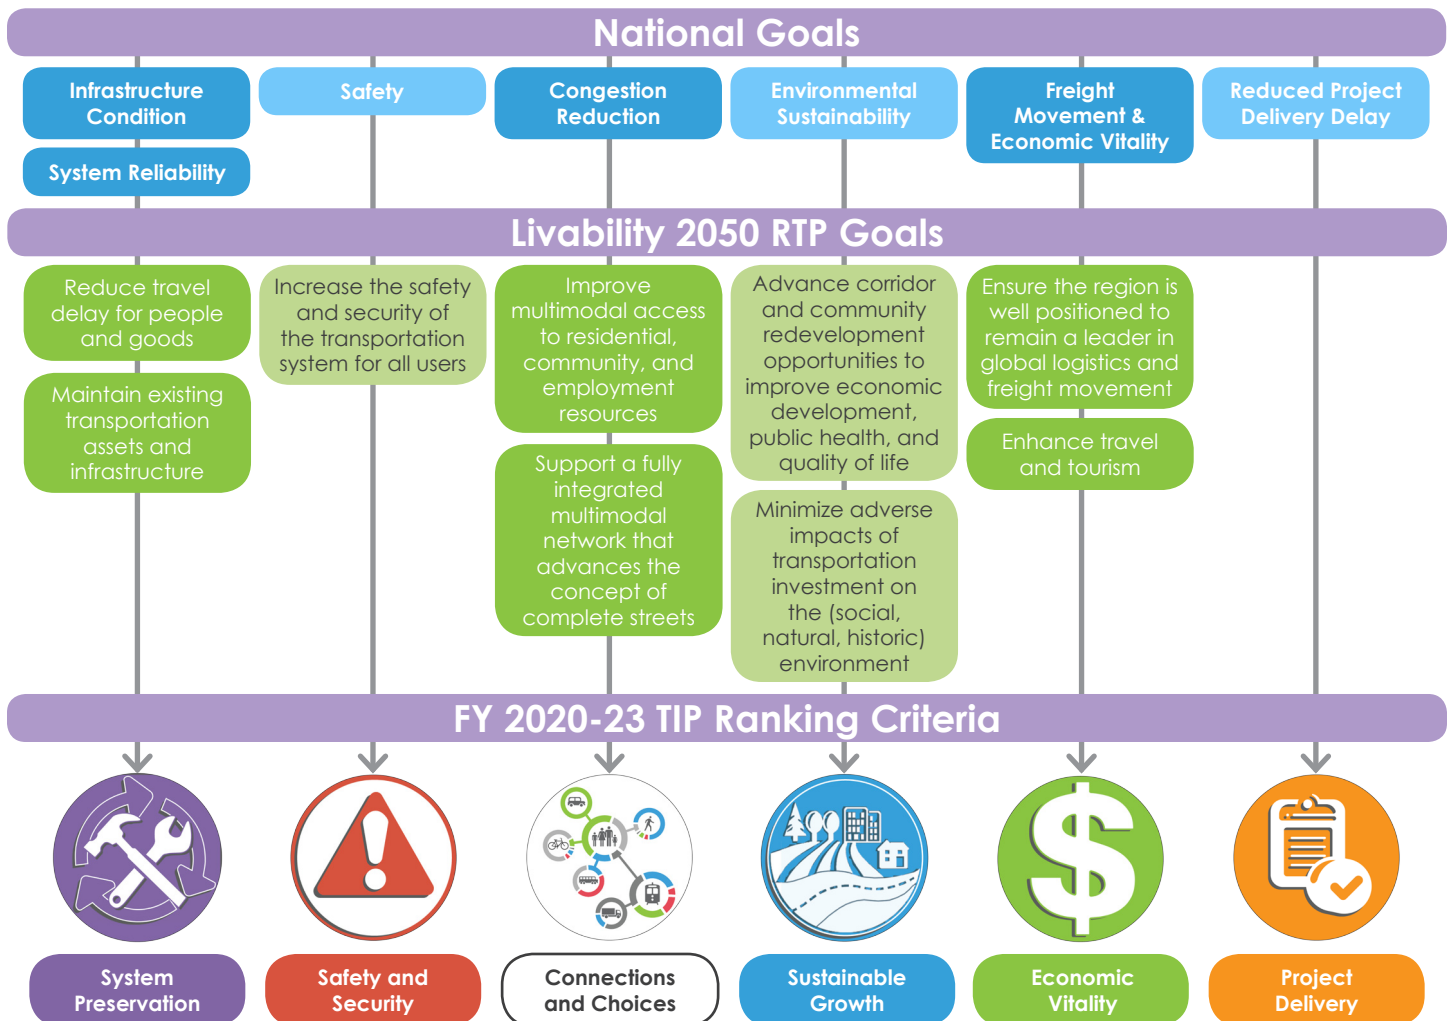 National Goals
Infrastructure
Condition
System Reliability
Safety
Congestion
Reduction
Environmental
Sustainability
Freight
Movement &
Economic Vitality
Reduced Project
Delivery Delay
Livability 2050 RTP Goals
Reduce travel
delay for people
and goods
Maintain existing
transportation
assets and
infrastructure
Increase the safety
and security of
the transportation
system for all users
Improve
multimodal access
to residential,
community, and
employment
resources
Support a fully
integrated
multimodal
network that
advances the
concept of
complete streets
Advance corridor
and community
redevelopment
opportunities to
improve economic
development,
public health, and
quality of life
Minimize adverse
impacts of
transportation
investment on
the (social,
natural, historic)
environment
Ensure the region is
well positioned to
remain a leader in
global logistics and
freight movement
Enhance travel
and tourism
FY 2020-23 TIP Ranking Criteria
$
System
Preservation
Safety and
Security
Connections
and Choices
Sustainable
Growth
Economic
Vitality
Project
Delivery